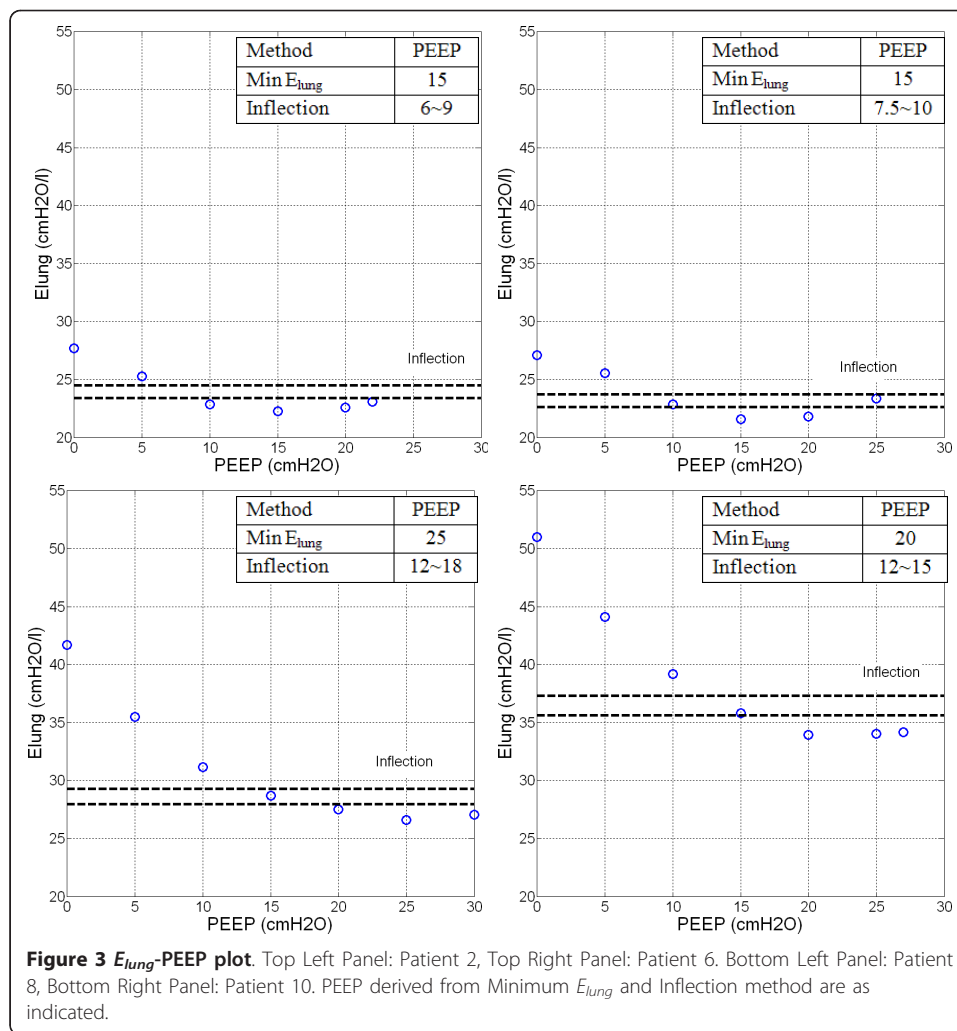 55
50
45
40
35
30
25
20
Elung (cmH2O/l)
Method PEEP
Min Elung 15
Inflection 6~9
Inflection
0 5 10 15 20 25 30
PEEP (cmH2O)
55
50
45
40
35
30
25
20
Elung (cmH2O/l)
Method PEEP
Min Elung 15
Inflection 7.5~10
Inflection
0 5 10 15 20 25 30
PEEP (cmH2O)
55
50
45
40
35
30
25
20
Elung (cmH2O/l)
Method PEEP
Min Elung 25
Inflection 12~18
Inflection
0 5 10 15 20 25 30
PEEP (cmH2O)
55
50
45
40
35
30
25
20
Elung (cmH2O/l)
Method PEEP
Min Elung 20
Inflection 12~15
Inflection
0 5 10 15 20 25 30
PEEP (cmH2O)
Figure 3 Elung-PEEP plot. Top Left Panel: Patient 2, Top Right Panel: Patient 6. Bottom Left Panel: Patient
8, Bottom Right Panel: Patient 10. PEEP derived from Minimum Elung and Inflection method are as
indicated.